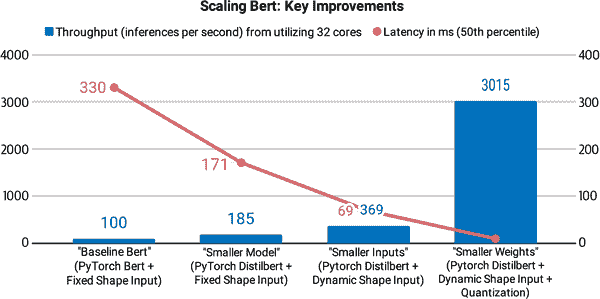 Scaling Bert: Key Improvements
Throughput (inferences per second) from utilizing 32 cores Latency in ms (50th percentile)
4000 400
3000 300
2000 200
1000 100
0 0
330
171
69
100
185
369
3015
"Baseline Bert"
(PyTorch Bert +
Fixed Shape Input)
"Smaller Model"
(PyTorch Distilbert +
Fixed Shape Input)
"Smaller Inputs"
(Pytorch Distilbert +
Dynamic Shape Input)
"Smaller Weights"
(Pytorch Distilbert +
Dynamic Shape Input +
Quantization)